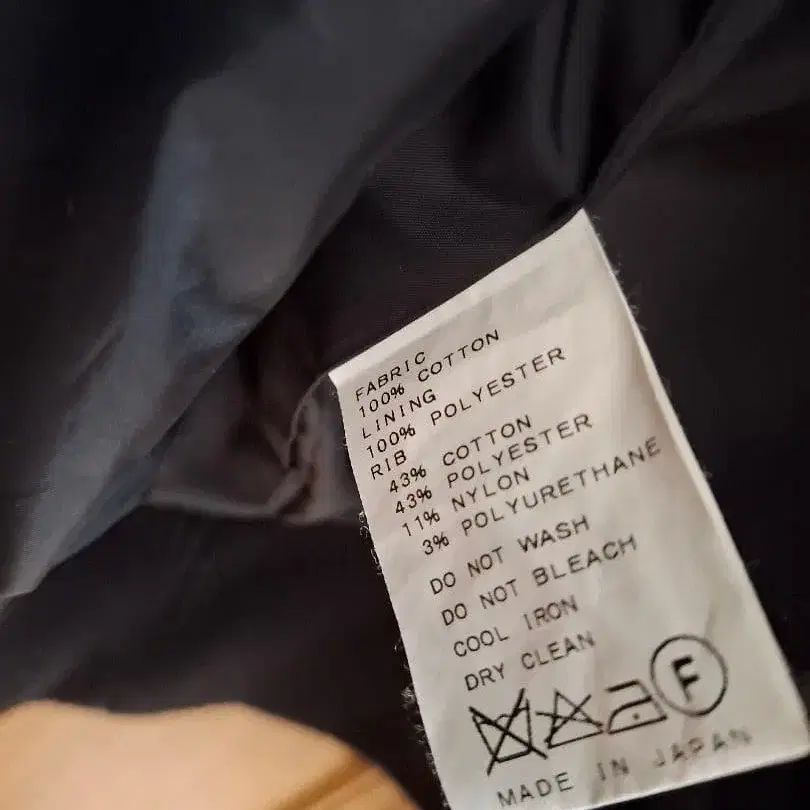 FABRIC
100% COTTON
LINING
100% POLYESTER
RIB
43% COTTON
43% POLYESTER
11% NYLON
3% POLYURETHANE
DO NOT WASH
DO NOT BLEACH
COOL IRON
DRY CLEAN
F
MADE IN JAPAN